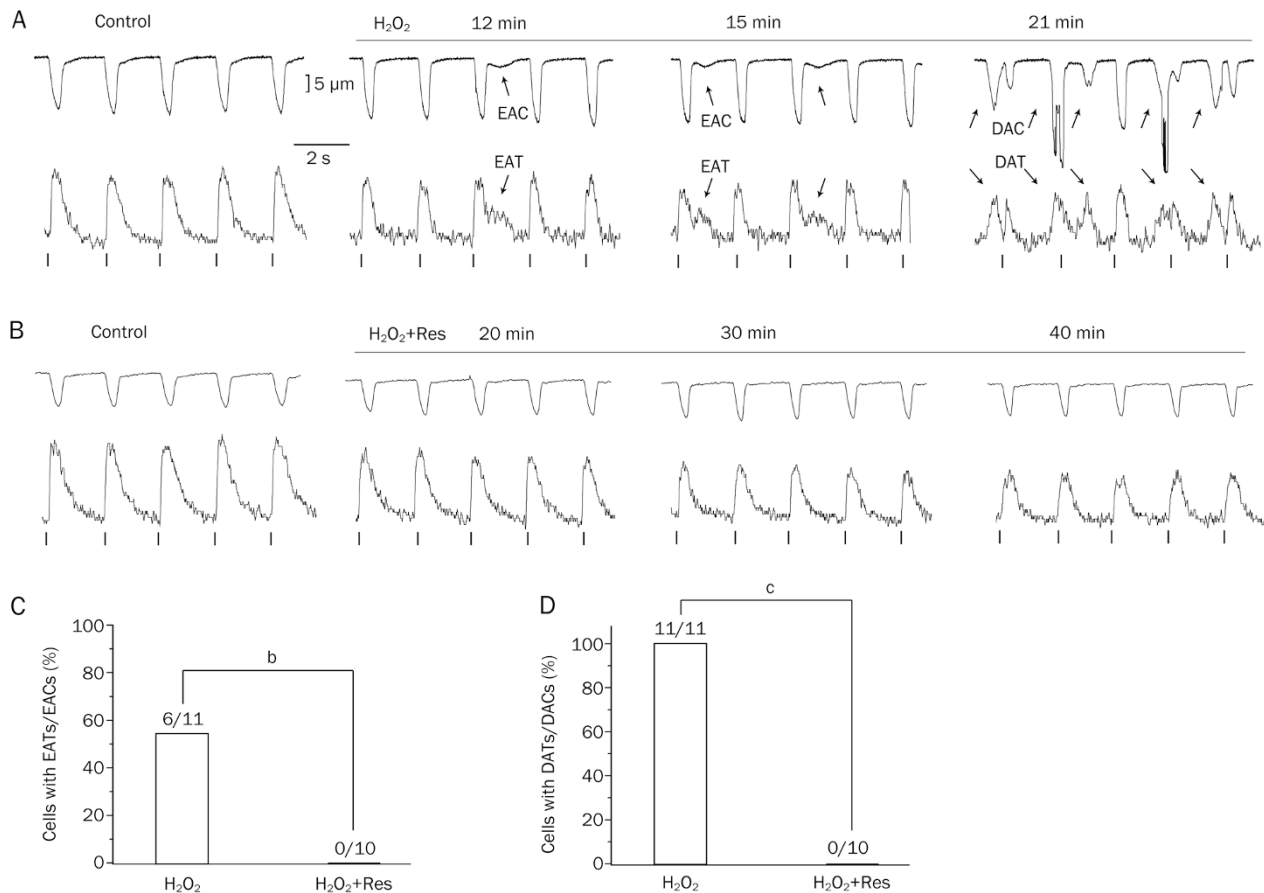 A
Control
H₂O₂
12 min
15 min
21 min
5 µm
EAC
EAC
DAC
2 s
EAT
EAT
DAT
B
Control
H₂O₂+Res
20 min
30 min
40 min
C
Cells with EATs/EACs (%)
100
80
60
40
20
0
b
6/11
0/10
H₂O₂
H₂O₂+Res
D
Cells with DATs/DACs (%)
100
80
60
40
20
0
c
11/11
0/10
H₂O₂
H₂O₂+Res